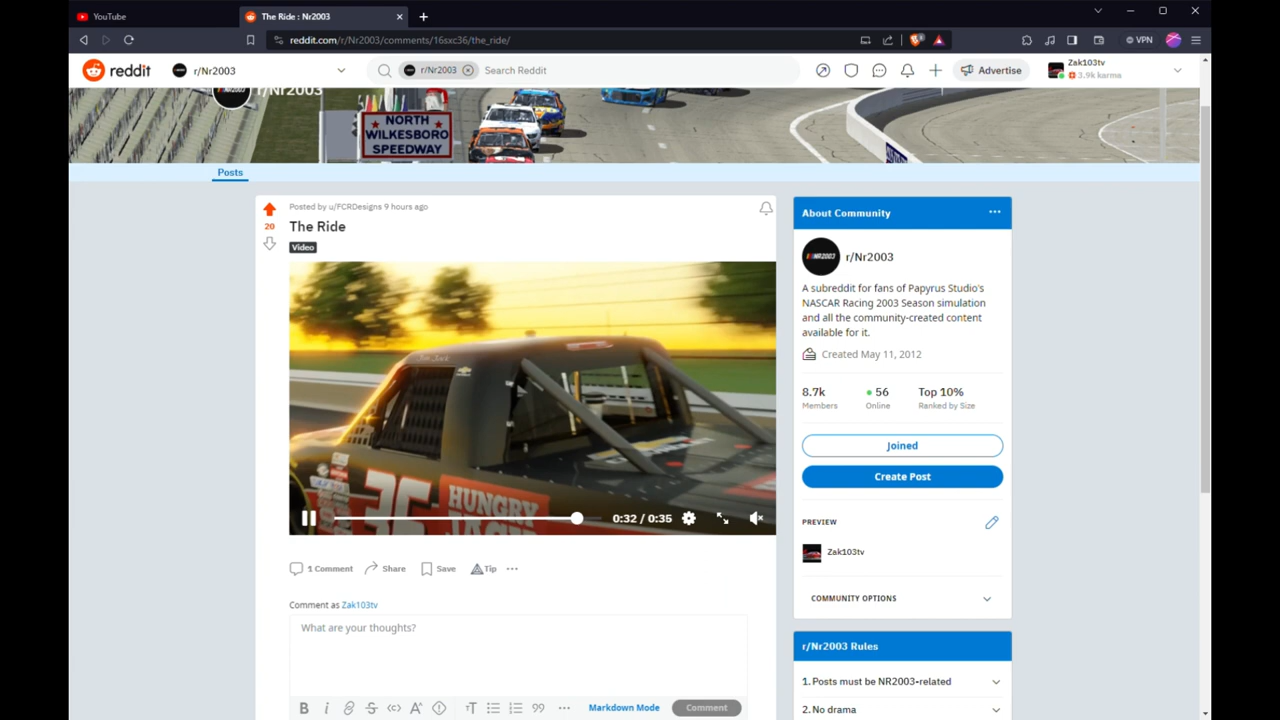 YouTube
The Ride : Nr2003
reddit.com/r/Nr2003/comments/16sxc36/the_ride/
VPN
reddit
r/Nr2003
r/Nr2003
Search Reddit
Advertise
Zak103tv
3.9k karma
r/Nr2003
NORTH
WILKESBORO
SPEEDWAY
Posts
Posted by u/FCRDesigns 9 hours ago
20
The Ride
Video
HUNGRY
0:32 / 0:35
1 Comment
Share
Save
Tip
Comment as Zak103tv
What are your thoughts?
Markdown Mode
Comment
About Community
NR2003
r/Nr2003
A subreddit for fans of Papyrus Studio's
NASCAR Racing 2003 Season simulation
and all the community-created content
available for it.
Created May 11, 2012
8.7k
56
Top 10%
Members
Online
Ranked by Size
Joined
Create Post
PREVIEW
Zak103tv
COMMUNITY OPTIONS
r/Nr2003 Rules
1. Posts must be NR2003-related
2. No drama